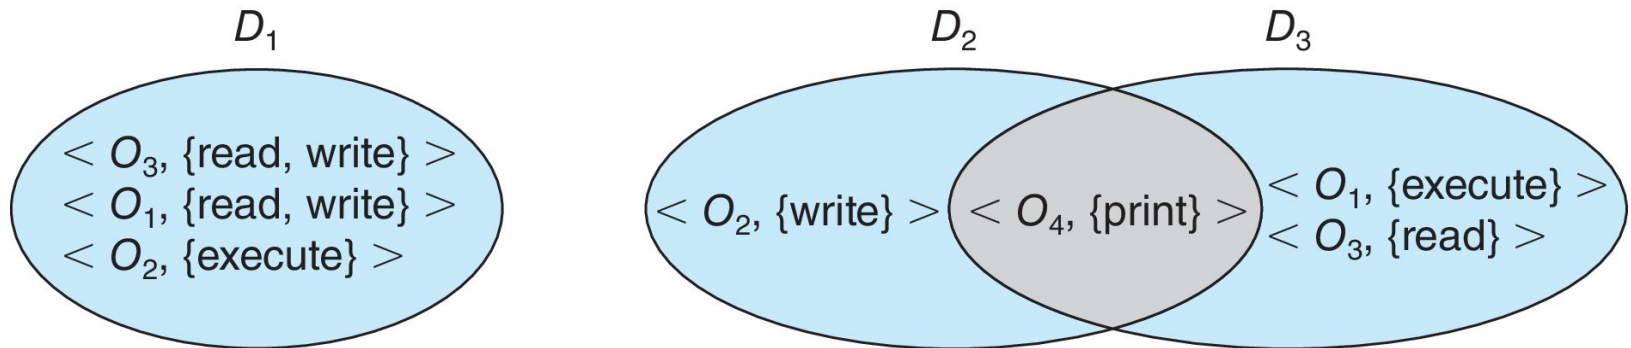 D₁
< O₃, {read, write} >
< O₁, {read, write} >
< O₂, {execute} >
D₂
D₃
< O₂, {write} >
< O₄, {print} >
< O₁, {execute} >
< O₃, {read} >